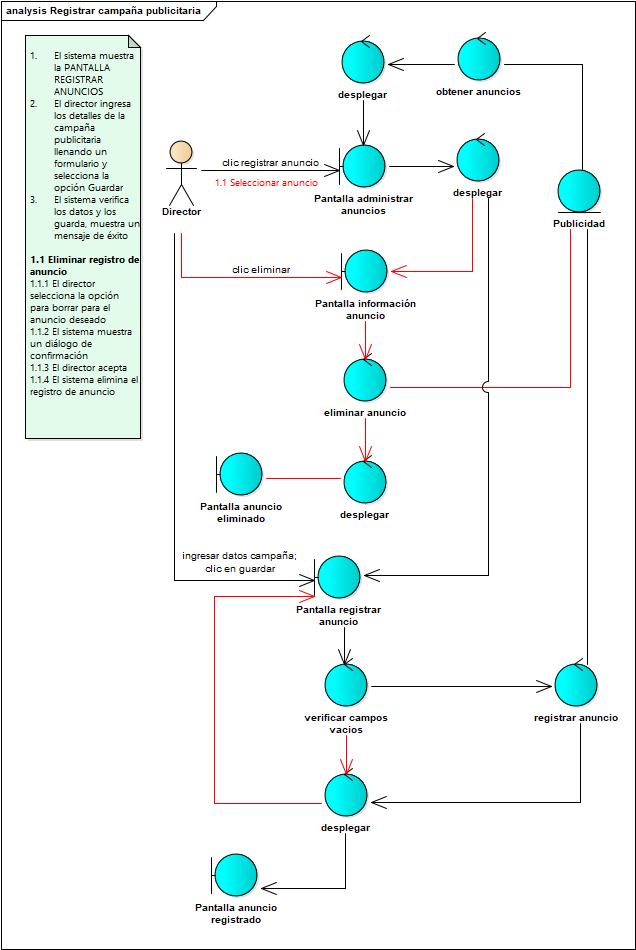 analysis Registrar campaña publicitaria
1. El sistema muestra
la PANTALLA
REGISTRAR
ANUNCIOS
2. El director ingresa
los detalles de la
campaña
publicitaria
llenando un
formulario y
selecciona la
opción Guardar
3. El sistema verifica
los datos y los
guarda, muestra un
mensaje de éxito
1.1 Eliminar registro de
anuncio
1.1.1 El director
selecciona la opción
para borrar para el
anuncio deseado
1.1.2 El sistema muestra
un diálogo de
confirmación
1.1.3 El director acepta
1.1.4 El sistema elimina el
registro de anuncio
desplegar
obtener anuncios
clic registrar anuncio
1.1 Seleccionar anuncio
Director
Pantalla administrar
anuncios
desplegar
Publicidad
clic eliminar
Pantalla información
anuncio
eliminar anuncio
Pantalla anuncio
eliminado
desplegar
ingresar datos campaña;
clic en guardar
Pantalla registrar
anuncio
verificar campos
vacios
registrar anuncio
desplegar
Pantalla anuncio
registrado